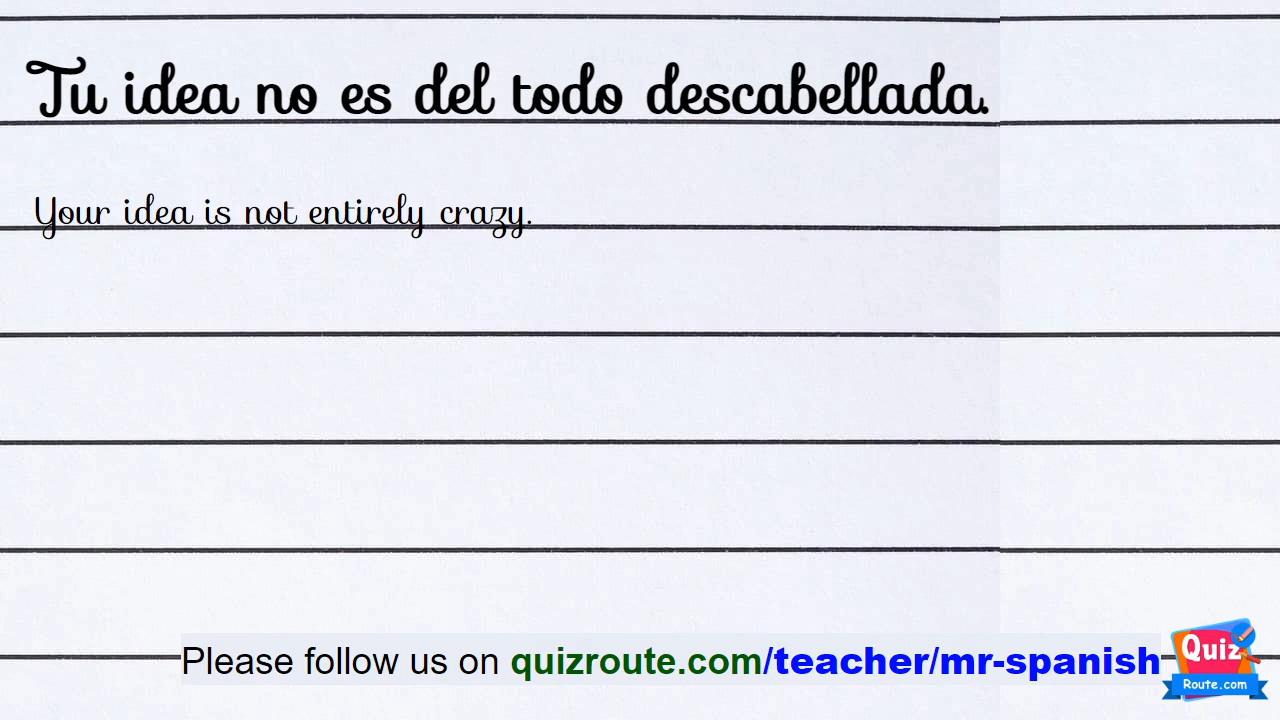 Tu idea no es del todo descabellada.
Your idea is not entirely crazy.
Please follow us on quizroute.com/teacher/mr-spanish
Quiz
Route.com